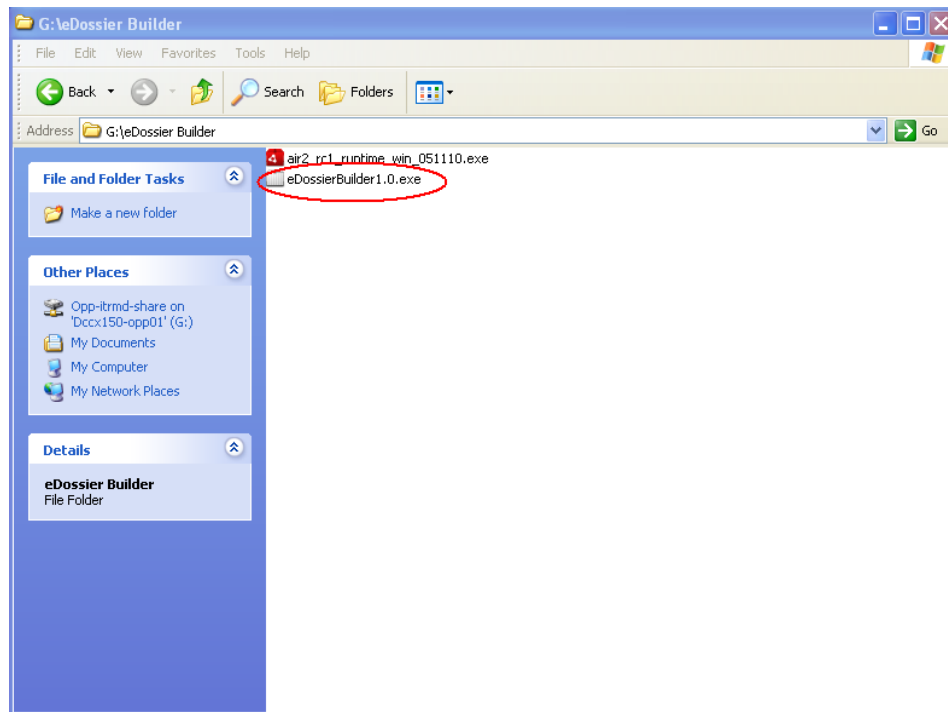 G:\eDossier Builder
File Edit View Favorites Tools Help
Back Search Folders
Address G:\eDossier Builder Go
File and Folder Tasks
Make a new folder
Other Places
Opp-itrmd-share on
'Dccx150-opp01' (G:)
My Documents
My Computer
My Network Places
Details
eDossier Builder
File Folder
air2_rc1_runtime_win_051110.exe
eDossierBuilder1.0.exe